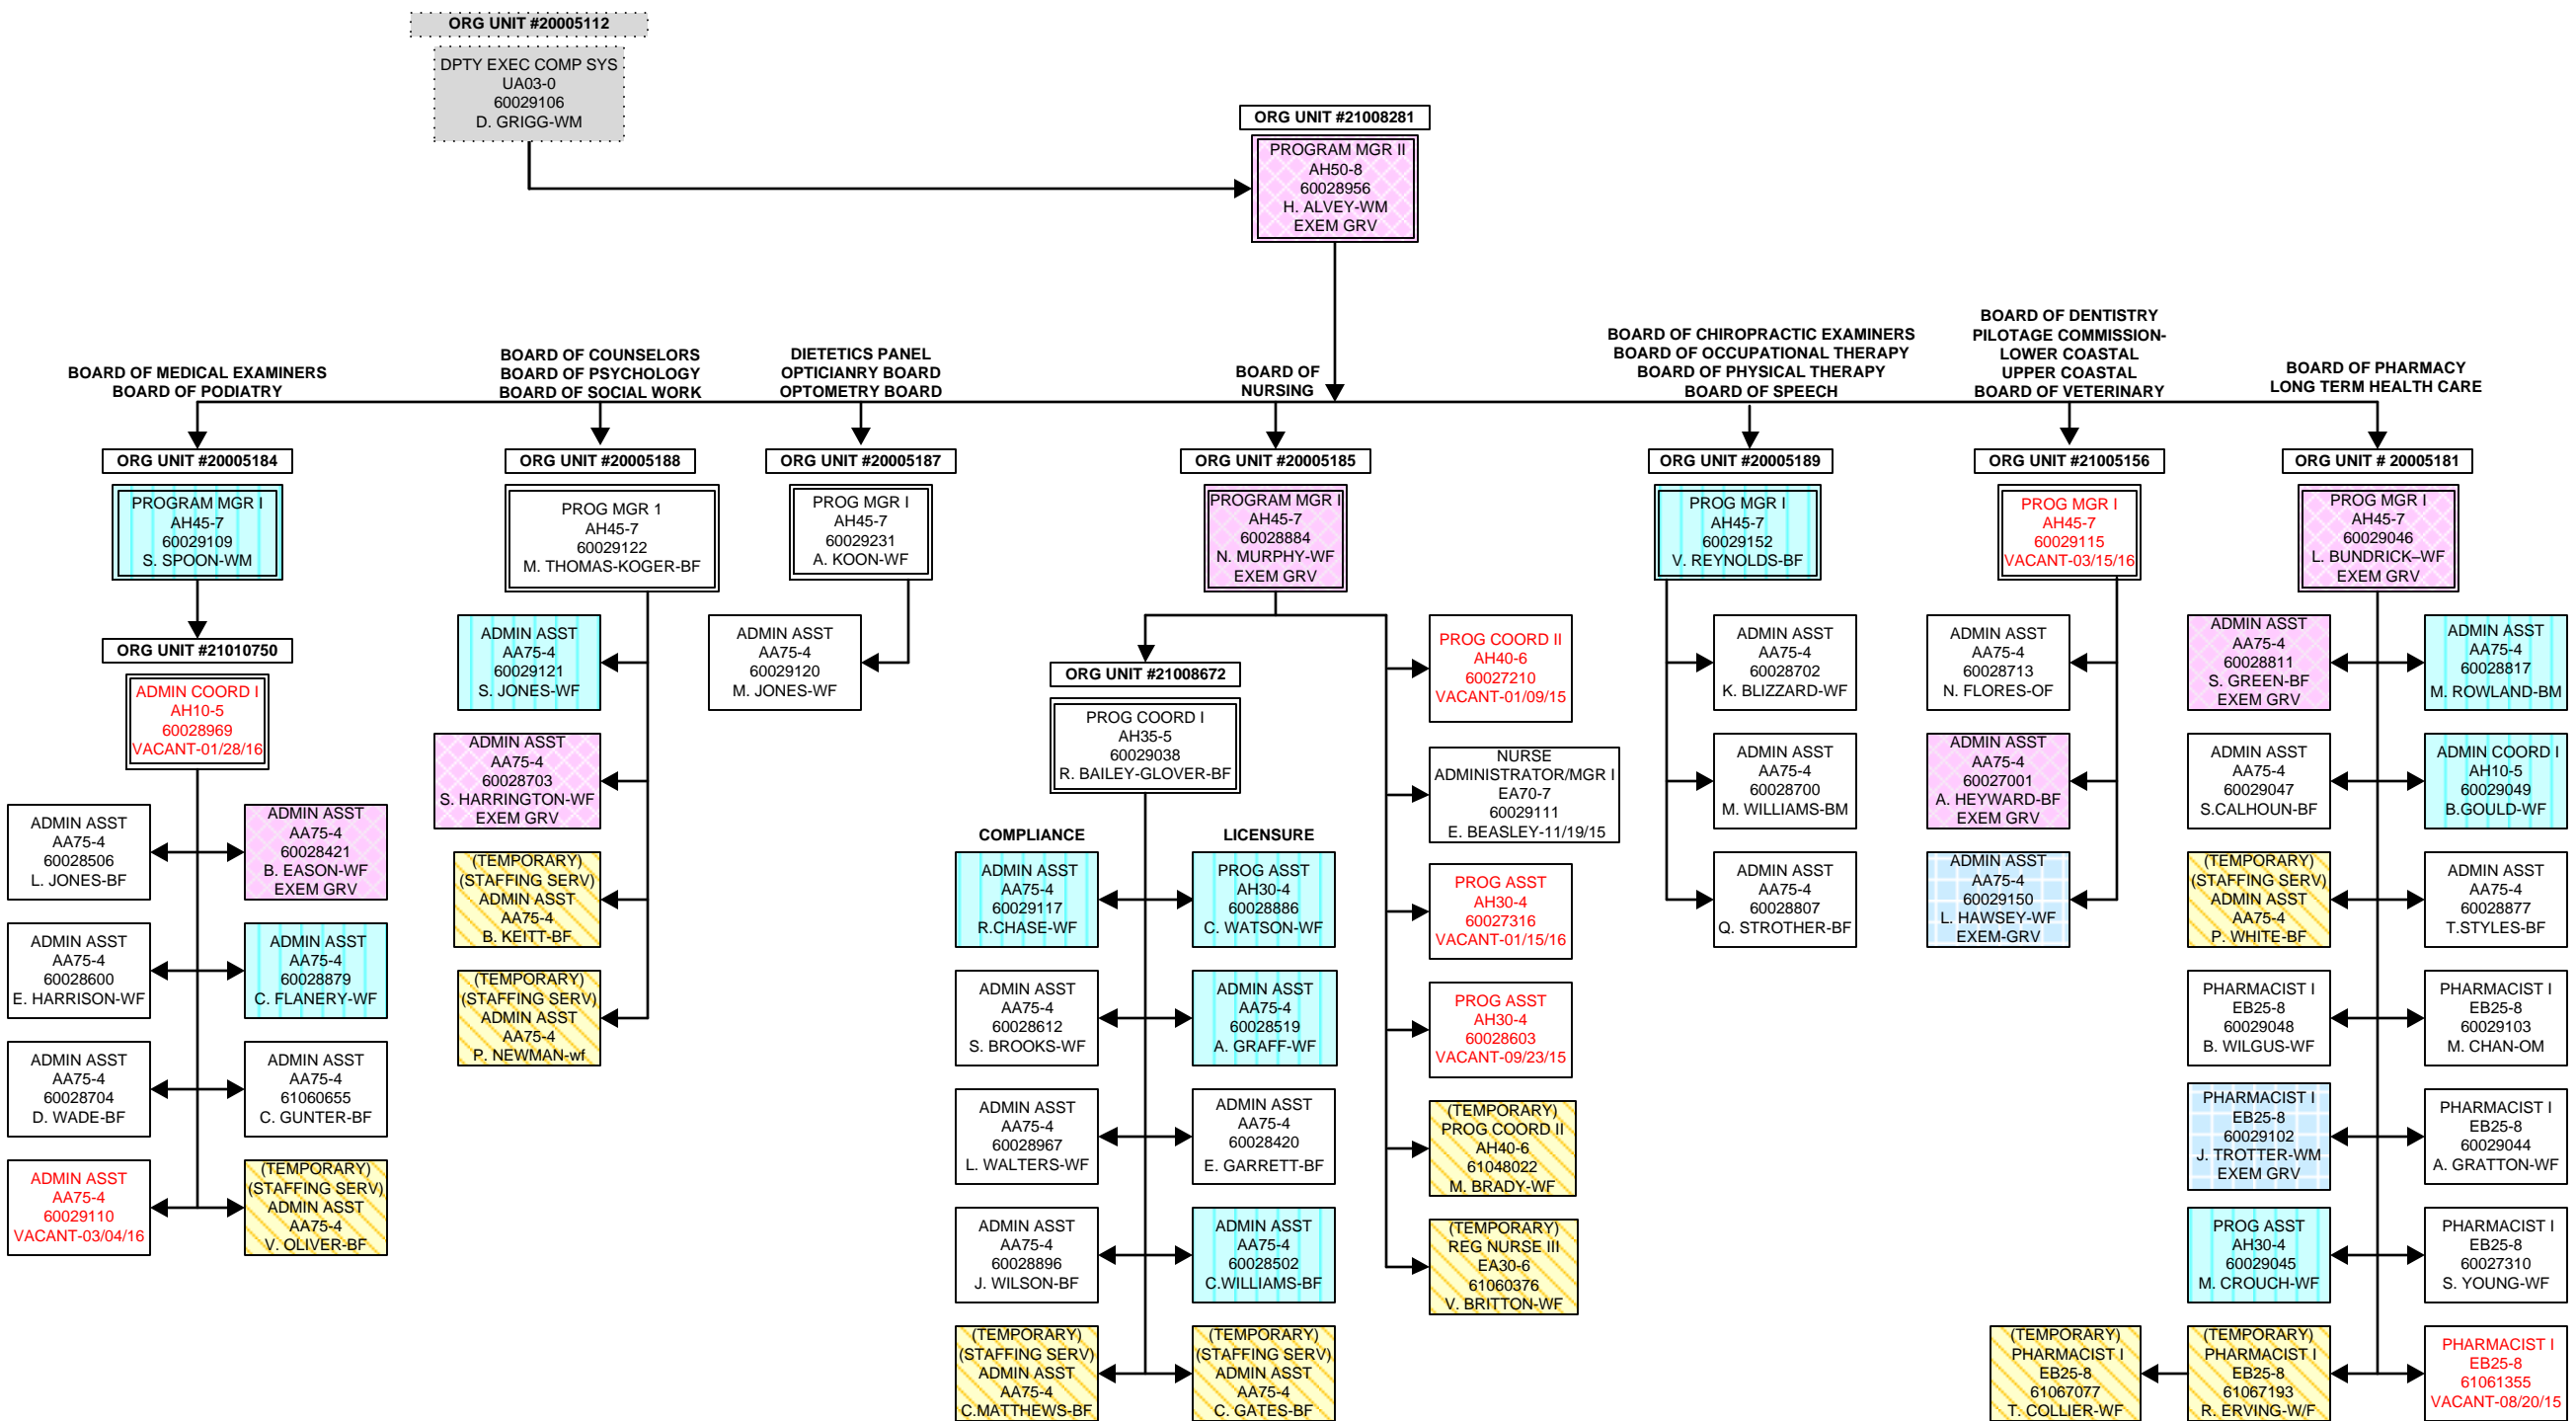 ORG UNIT #20005112
DPTY EXEC COMP SYS
UA03-0
60029106
D. GRIGG-WM
ORG UNIT #21008281
PROGRAM MGR II
AH50-8
60028956
H. ALVEY-WM
EXEM GRV
BOARD OF MEDICAL EXAMINERS
BOARD OF PODIATRY
ORG UNIT #20005184
PROGRAM MGR I
AH45-7
60029109
S. SPOON-WM
ORG UNIT #21010750
ADMIN COORD I
AH10-5
60028969
VACANT-01/28/16
ADMIN ASST
AA75-4
60028506
L. JONES-BF
ADMIN ASST
AA75-4
60028421
B. EASON-WF
EXEM GRV
ADMIN ASST
AA75-4
60028600
E. HARRISON-WF
ADMIN ASST
AA75-4
60028879
C. FLANERY-WF
ADMIN ASST
AA75-4
60028704
D. WADE-BF
ADMIN ASST
AA75-4
61060655
C. GUNTER-BF
ADMIN ASST
AA75-4
60029110
VACANT-03/04/16
(TEMPORARY)
(STAFFING SERV)
ADMIN ASST
AA75-4
V. OLIVER-BF
BOARD OF COUNSELORS
BOARD OF PSYCHOLOGY
BOARD OF SOCIAL WORK
ORG UNIT #20005188
PROG MGR 1
AH45-7
60029122
M. THOMAS-KOGER-BF
ADMIN ASST
AA75-4
60029121
S. JONES-WF
ADMIN ASST
AA75-4
60028703
S. HARRINGTON-WF
EXEM GRV
(TEMPORARY)
(STAFFING SERV)
ADMIN ASST
AA75-4
B. KEITT-BF
(TEMPORARY)
(STAFFING SERV)
ADMIN ASST
AA75-4
P. NEWMAN-wf
DIETETICS PANEL
OPTICIANRY BOARD
OPTOMETRY BOARD
ORG UNIT #20005187
PROG MGR I
AH45-7
60029231
A. KOON-WF
ADMIN ASST
AA75-4
60029120
M. JONES-WF
BOARD OF
NURSING
ORG UNIT #20005185
PROGRAM MGR I
AH45-7
60028884
N. MURPHY-WF
EXEM GRV
ORG UNIT #21008672
PROG COORD I
AH35-5
60029038
R. BAILEY-GLOVER-BF
COMPLIANCE
LICENSURE
ADMIN ASST
AA75-4
60029117
R.CHASE-WF
PROG ASST
AH30-4
60028886
C. WATSON-WF
ADMIN ASST
AA75-4
60028612
S. BROOKS-WF
ADMIN ASST
AA75-4
60028519
A. GRAFF-WF
ADMIN ASST
AA75-4
60028967
L. WALTERS-WF
ADMIN ASST
AA75-4
60028420
E. GARRETT-BF
ADMIN ASST
AA75-4
60028896
J. WILSON-BF
ADMIN ASST
AA75-4
60028502
C.WILLIAMS-BF
(TEMPORARY)
(STAFFING SERV)
ADMIN ASST
AA75-4
C.MATTHEWS-BF
(TEMPORARY)
(STAFFING SERV)
ADMIN ASST
AA75-4
C. GATES-BF
PROG COORD II
AH40-6
60027210
VACANT-01/09/15
NURSE
ADMINISTRATOR/MGR I
EA70-7
60029111
E. BEASLEY-11/19/15
PROG ASST
AH30-4
60027316
VACANT-01/15/16
PROG ASST
AH30-4
60028603
VACANT-09/23/15
(TEMPORARY)
PROG COORD II
AH40-6
61048022
M. BRADY-WF
(TEMPORARY)
REG NURSE III
EA30-6
61060376
V. BRITTON-WF
BOARD OF CHIROPRACTIC EXAMINERS
BOARD OF OCCUPATIONAL THERAPY
BOARD OF PHYSICAL THERAPY
BOARD OF SPEECH
ORG UNIT #20005189
PROG MGR I
AH45-7
60029152
V. REYNOLDS-BF
ADMIN ASST
AA75-4
60028702
K. BLIZZARD-WF
ADMIN ASST
AA75-4
60028700
M. WILLIAMS-BM
ADMIN ASST
AA75-4
60028807
Q. STROTHER-BF
BOARD OF DENTISTRY
PILOTAGE COMMISSION-
LOWER COASTAL
UPPER COASTAL
BOARD OF VETERINARY
ORG UNIT #21005156
PROG MGR I
AH45-7
60029115
VACANT-03/15/16
ADMIN ASST
AA75-4
60028713
N. FLORES-OF
ADMIN ASST
AA75-4
60027001
A. HEYWARD-BF
EXEM GRV
ADMIN ASST
AA75-4
60029150
L. HAWSEY-WF
EXEM-GRV
BOARD OF PHARMACY
LONG TERM HEALTH CARE
ORG UNIT # 20005181
PROG MGR I
AH45-7
60029046
L. BUNDRICK–WF
EXEM GRV
ADMIN ASST
AA75-4
60028811
S. GREEN-BF
EXEM GRV
ADMIN ASST
AA75-4
60028817
M. ROWLAND-BM
ADMIN ASST
AA75-4
60029047
S.CALHOUN-BF
ADMIN COORD I
AH10-5
60029049
B.GOULD-WF
(TEMPORARY)
(STAFFING SERV)
ADMIN ASST
AA75-4
P. WHITE-BF
ADMIN ASST
AA75-4
60028877
T.STYLES-BF
PHARMACIST I
EB25-8
60029048
B. WILGUS-WF
PHARMACIST I
EB25-8
60029103
M. CHAN-OM
PHARMACIST I
EB25-8
60029102
J. TROTTER-WM
EXEM GRV
PHARMACIST I
EB25-8
60029044
A. GRATTON-WF
PROG ASST
AH30-4
60029045
M. CROUCH-WF
PHARMACIST I
EB25-8
60027310
S. YOUNG-WF
(TEMPORARY)
PHARMACIST I
EB25-8
61067077
T. COLLIER-WF
(TEMPORARY)
PHARMACIST I
EB25-8
61067193
R. ERVING-W/F
PHARMACIST I
EB25-8
61061355
VACANT-08/20/15